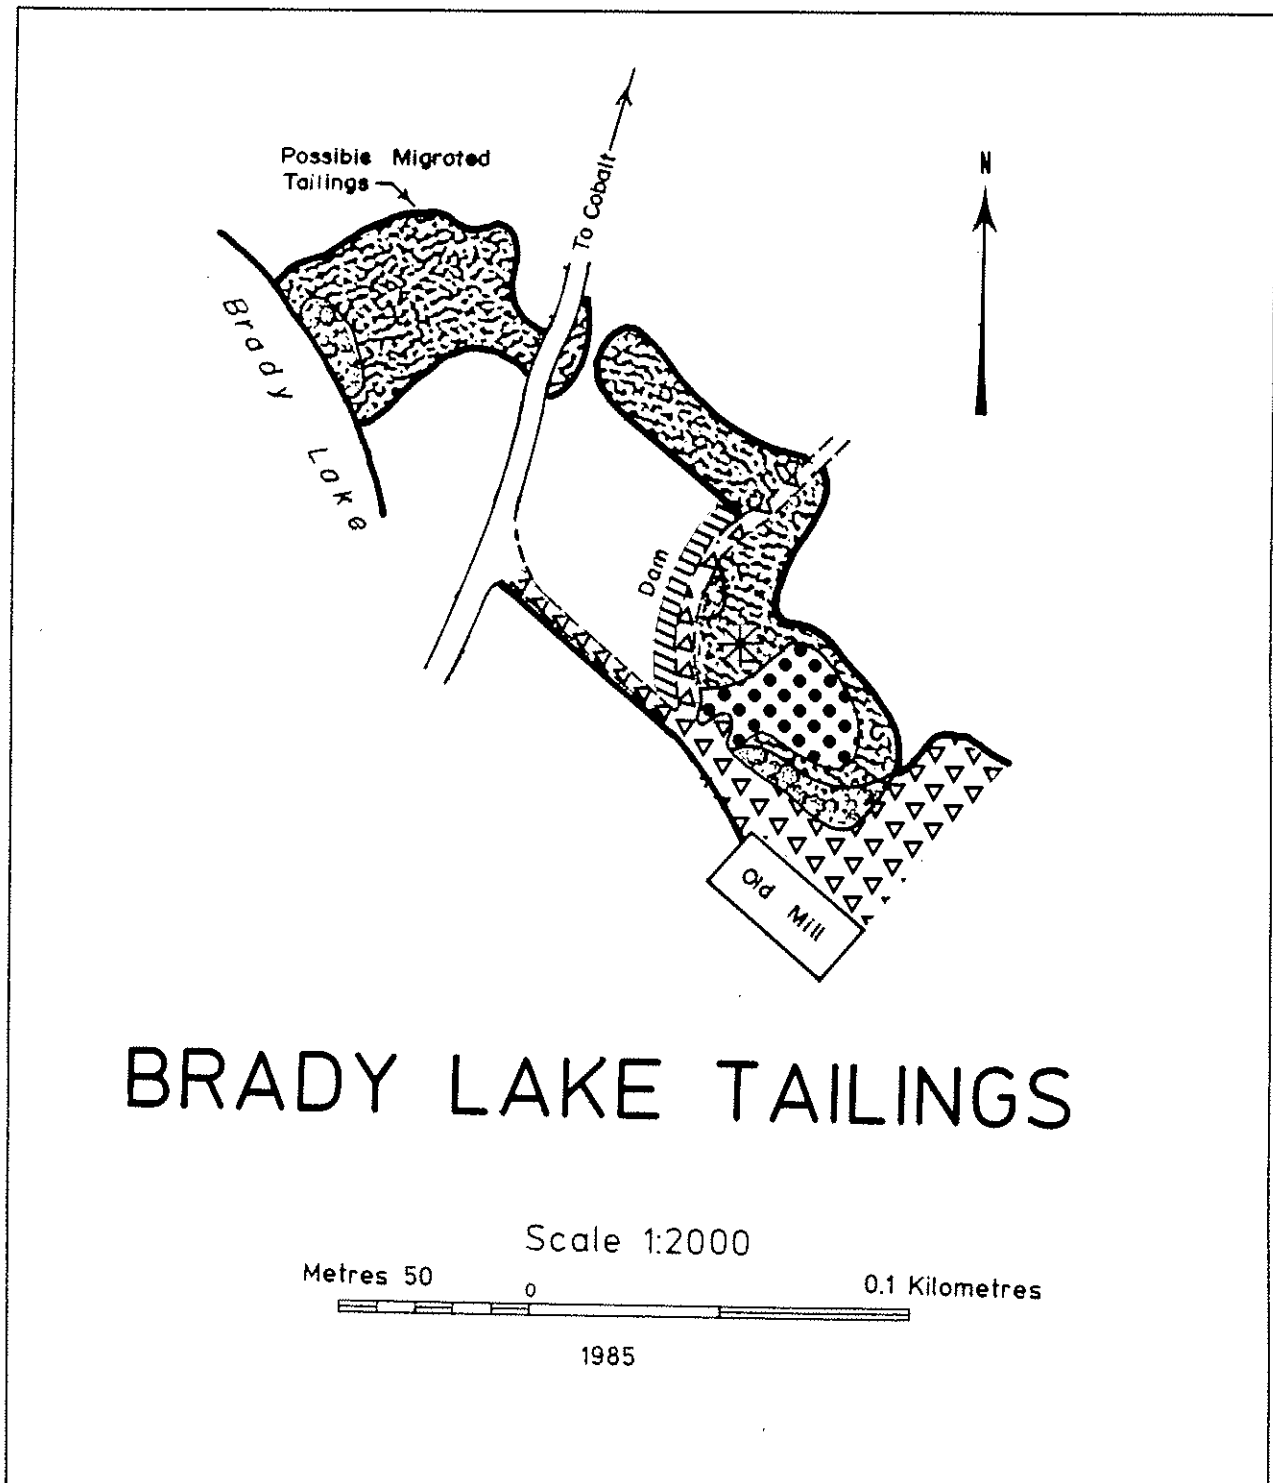 Possible Migrated
Tailings
To Cobalt
N
Brady
Lake
Dam
Old Mill
BRADY LAKE TAILINGS
Scale 1:2000
Metres 50 0 0.1 Kilometres
1985